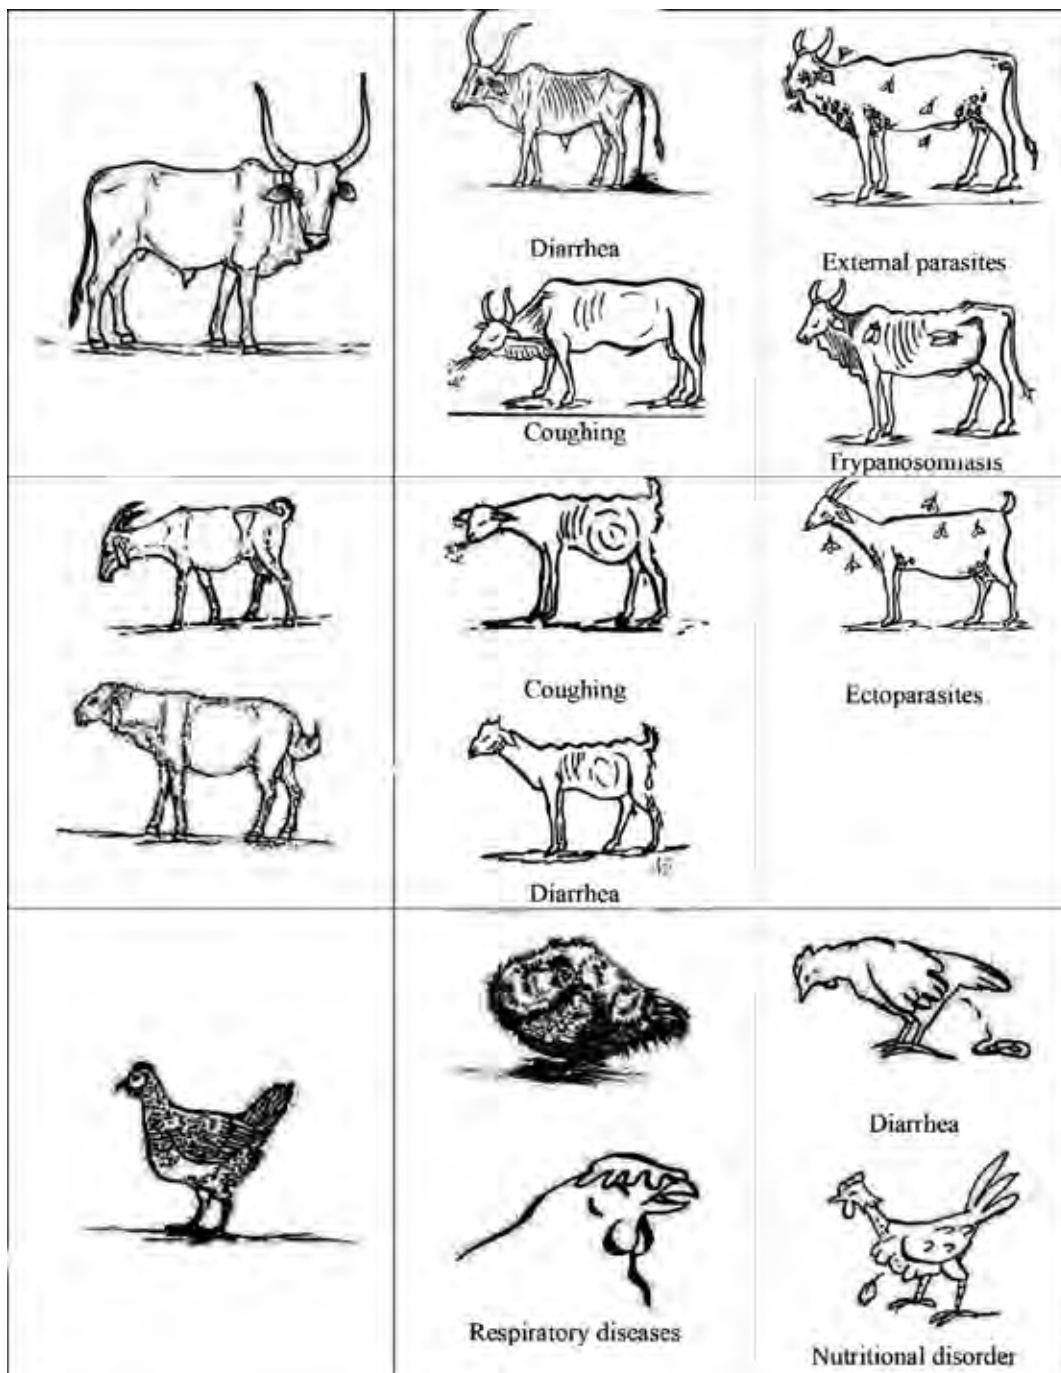 Diarrhea
External parasites
Coughing
Trypanosomiasis
Coughing
Ectoparasites
Diarrhea
Diarrhea
Respiratory diseases
Nutritional disorder